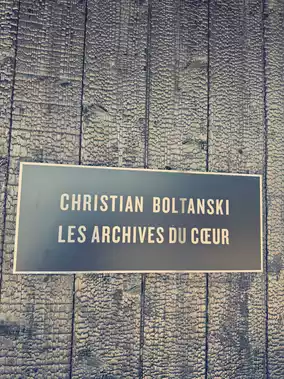 CHRISTIAN BOLTANSKI
LES ARCHIVES DU CŒUR